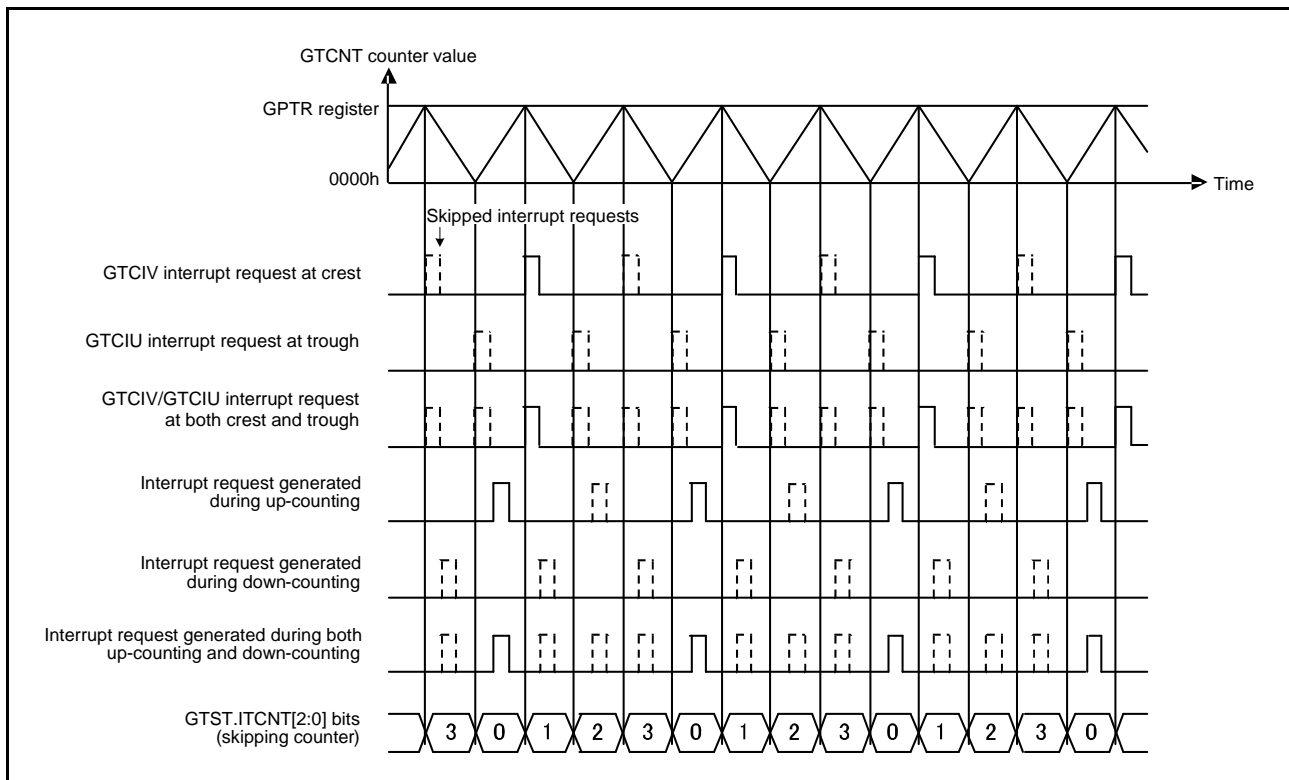 GTCNT counter value
GPTR register
0000h
Time
Skipped interrupt requests
GTCIV interrupt request at crest
GTCIU interrupt request at trough
GTCIV/GTCIU interrupt request
at both crest and trough
Interrupt request generated
during up-counting
Interrupt request generated
during down-counting
Interrupt request generated during both
up-counting and down-counting
GTST.ITCNT[2:0] bits
(skipping counter)
3 0 1 2 3 0 1 2 3 0 1 2 3 0